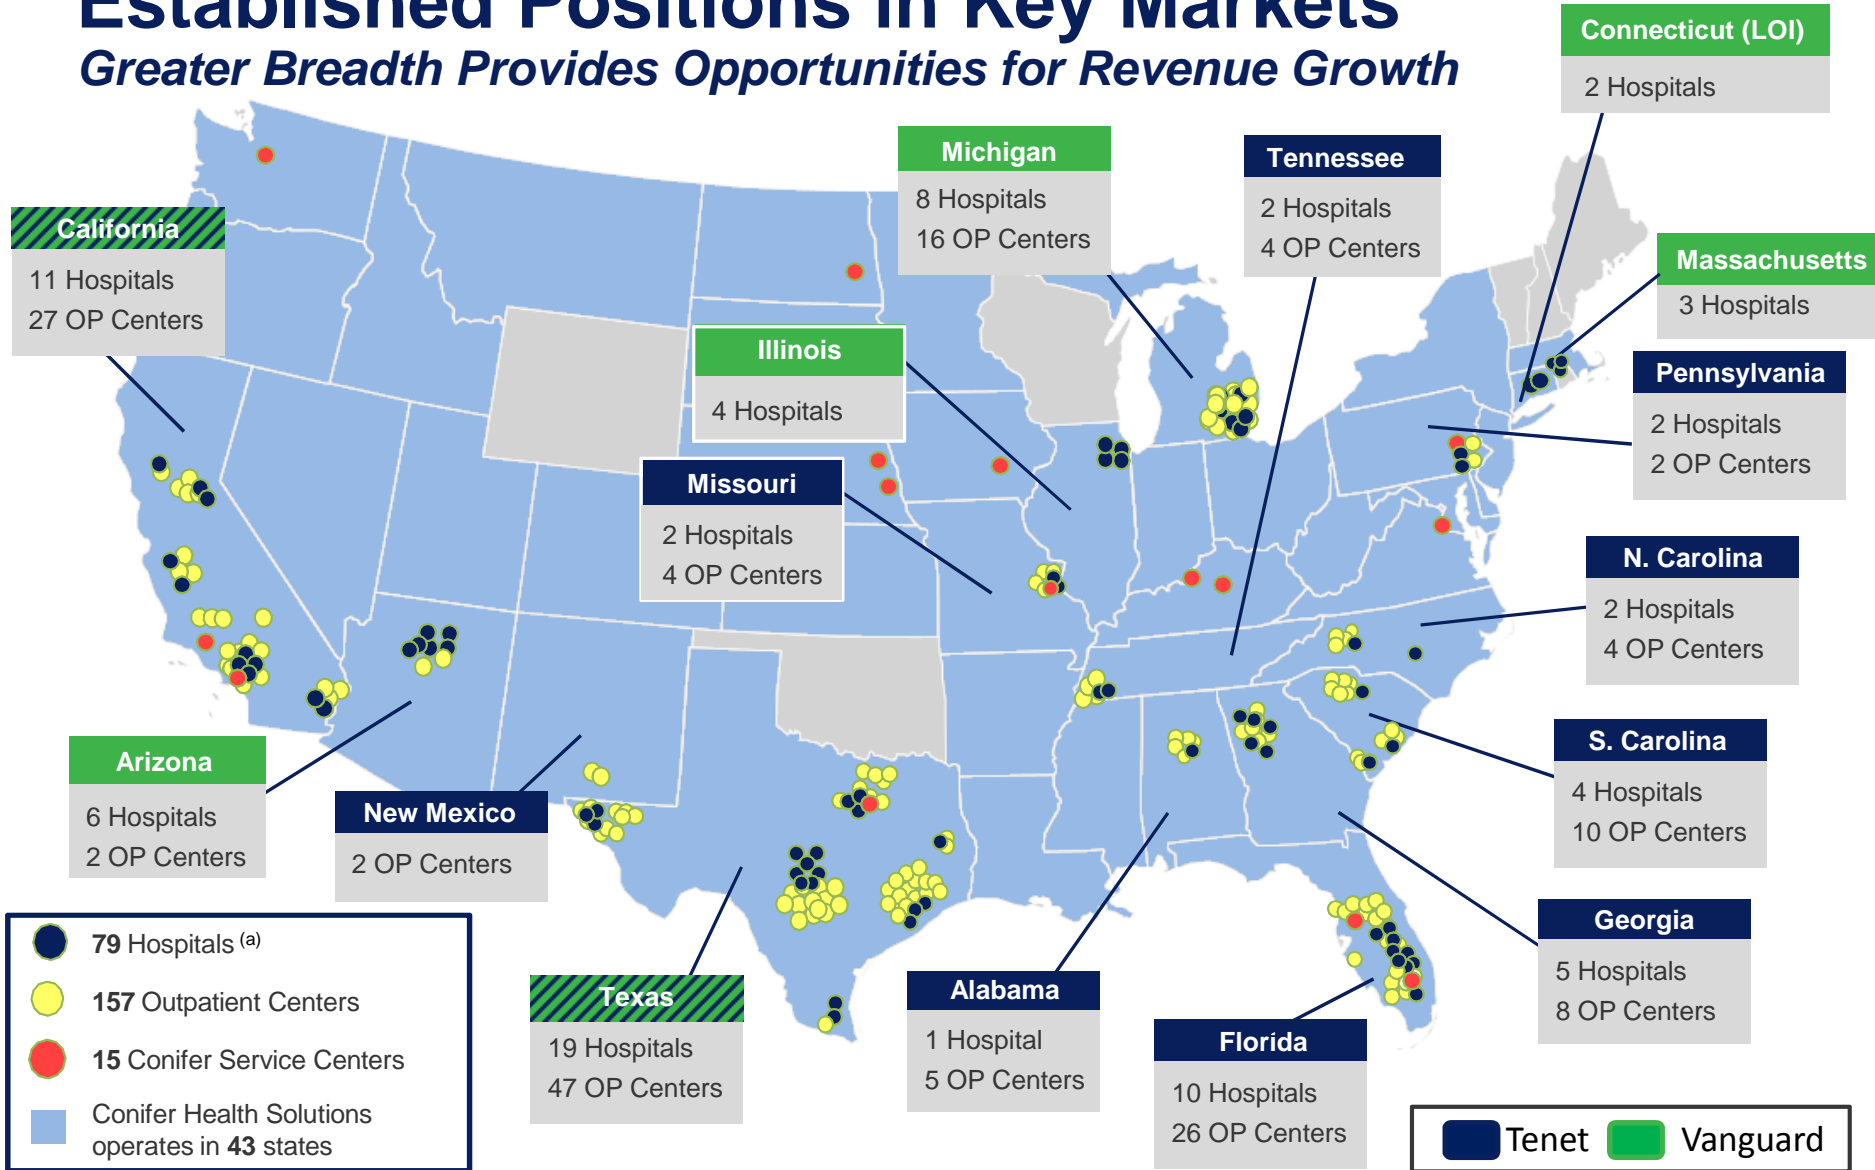 Established Positions in Key Markets
Greater Breadth Provides Opportunities for Revenue Growth
Connecticut (LOI)
2 Hospitals
Michigan
8 Hospitals
16 OP Centers
Tennessee
2 Hospitals
4 OP Centers
California
11 Hospitals
27 OP Centers
Massachusetts
3 Hospitals
Illinois
4 Hospitals
Pennsylvania
2 Hospitals
2 OP Centers
Missouri
2 Hospitals
4 OP Centers
N. Carolina
2 Hospitals
4 OP Centers
Arizona
6 Hospitals
2 OP Centers
New Mexico
2 OP Centers
S. Carolina
4 Hospitals
10 OP Centers
Georgia
5 Hospitals
8 OP Centers
Texas
19 Hospitals
47 OP Centers
Alabama
1 Hospital
5 OP Centers
Florida
10 Hospitals
26 OP Centers
79 Hospitals (a)
157 Outpatient Centers
15 Conifer Service Centers
Conifer Health Solutions
operates in 43 states
Tenet
Vanguard